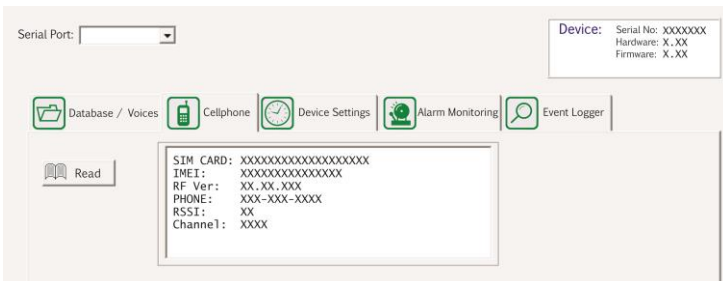 Serial Port:
Device: Serial No: XXXXXXX
Hardware: X.XX
Firmware: X.XX
Database / Voices Cellphone Device Settings Alarm Monitoring Event Logger
Read
SIM CARD: XXXXXXXXXXXXXXXXXXX
IMEI: XXXXXXXXXXXXXXX
RF Ver: XX.XX.XXX
PHONE: XXX-XXX-XXXX
RSSI: XX
Channel: XXXX